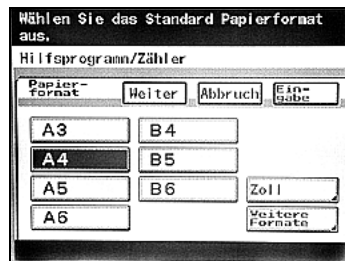 Wählen Sie das Standard Papierformat
aus.
Hilfsprogramm/Zähler
Papier-
format
Weiter
Abbruch
Ein-
gabe
A3
B4
A4
B5
A5
B6
Zoll
A6
Weitere
Formate